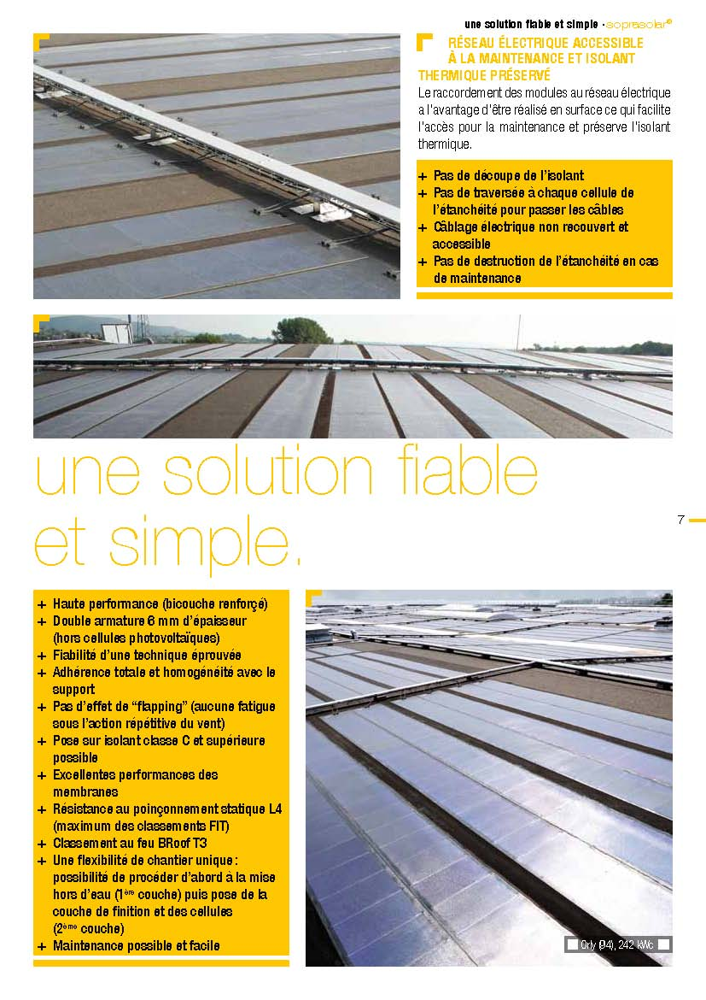 une solution fiable et simple - soprasolar®
RÉSEAU ÉLECTRIQUE ACCESSIBLE
À LA MAINTENANCE ET ISOLANT
THERMIQUE PRÉSERVÉ
Le raccordement des modules au réseau électrique
a l'avantage d'être réalisé en surface ce qui facilite
l'accès pour la maintenance et préserve l'isolant
thermique.
+ Pas de découpe de l'isolant
+ Pas de traversée à chaque cellule de
l'étanchéité pour passer les câbles
+ Câblage électrique non recouvert et
accessible
+ Pas de destruction de l'étanchéité en cas
de maintenance
une solution fiable
et simple.
7
+ Haute performance (bicouche renforçé)
+ Double armature 6 mm d'épaisseur
(hors cellules photovoltaïques)
+ Fiabilité d'une technique éprouvée
+ Adhérence totale et homogénéité avec le
support
+ Pas d'effet de “flapping” (aucune fatigue
sous l'action répétitive du vent)
+ Pose sur isolant classe C et supérieure
possible
+ Excellentes performances des
membranes
+ Résistance au poinçonnement statique L4
(maximum des classements FIT)
+ Classement au feu BRoof T3
+ Une flexibilité de chantier unique :
possibilité de procéder d'abord à la mise
hors d'eau (1ère couche) puis pose de la
couche de finition et des cellules
(2ème couche)
+ Maintenance possible et facile
Orly (94), 242 kWc